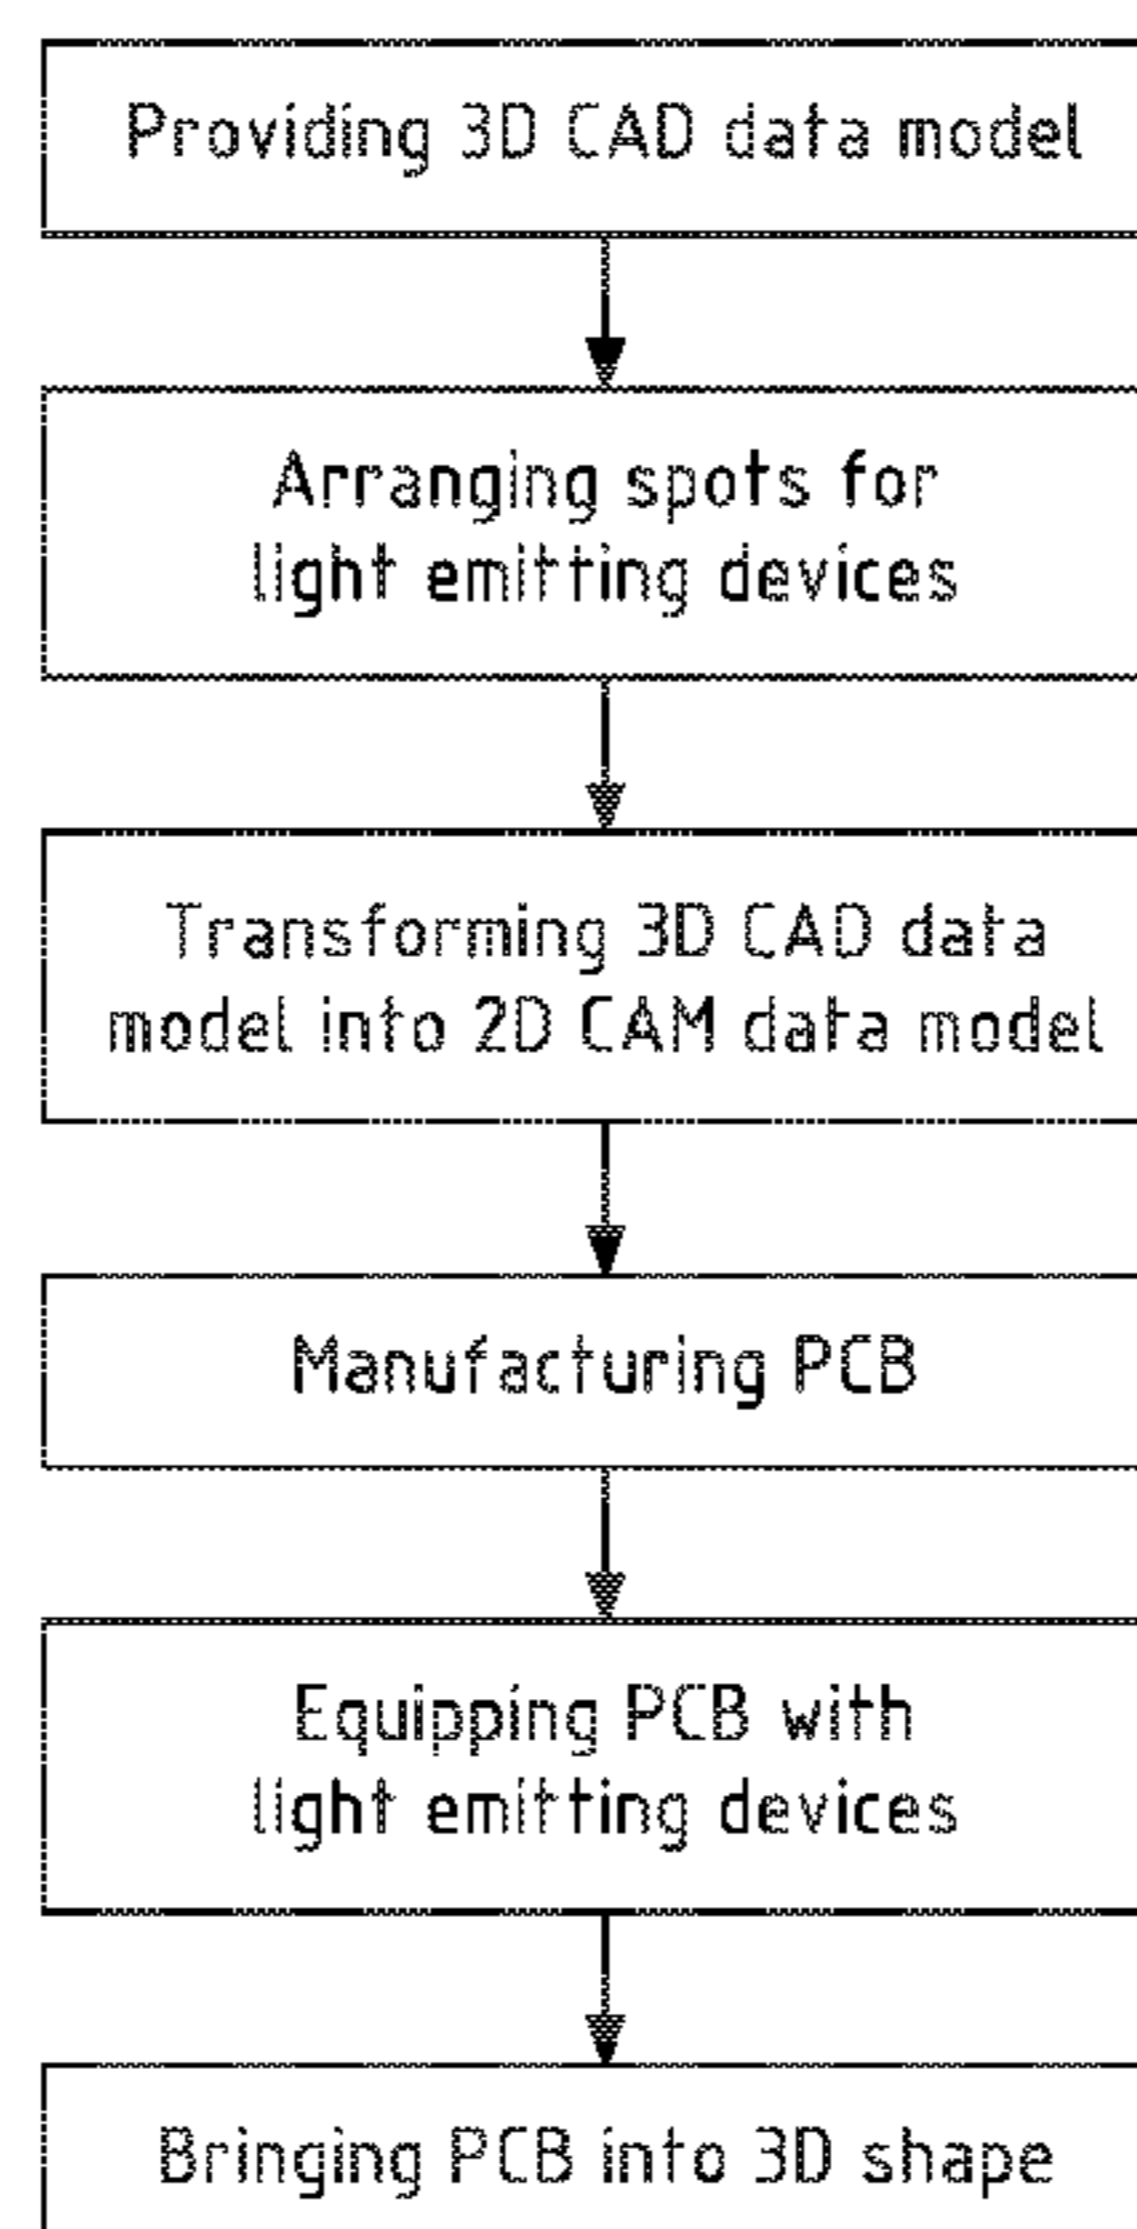 Providing 3D CAD data model
Arranging spots for
light emitting devices
Transforming 3D CAD data
model into 2D CAM data model
Manufacturing PCB
Equipping PCB with
light emitting devices
Bringing PCB into 3D shape